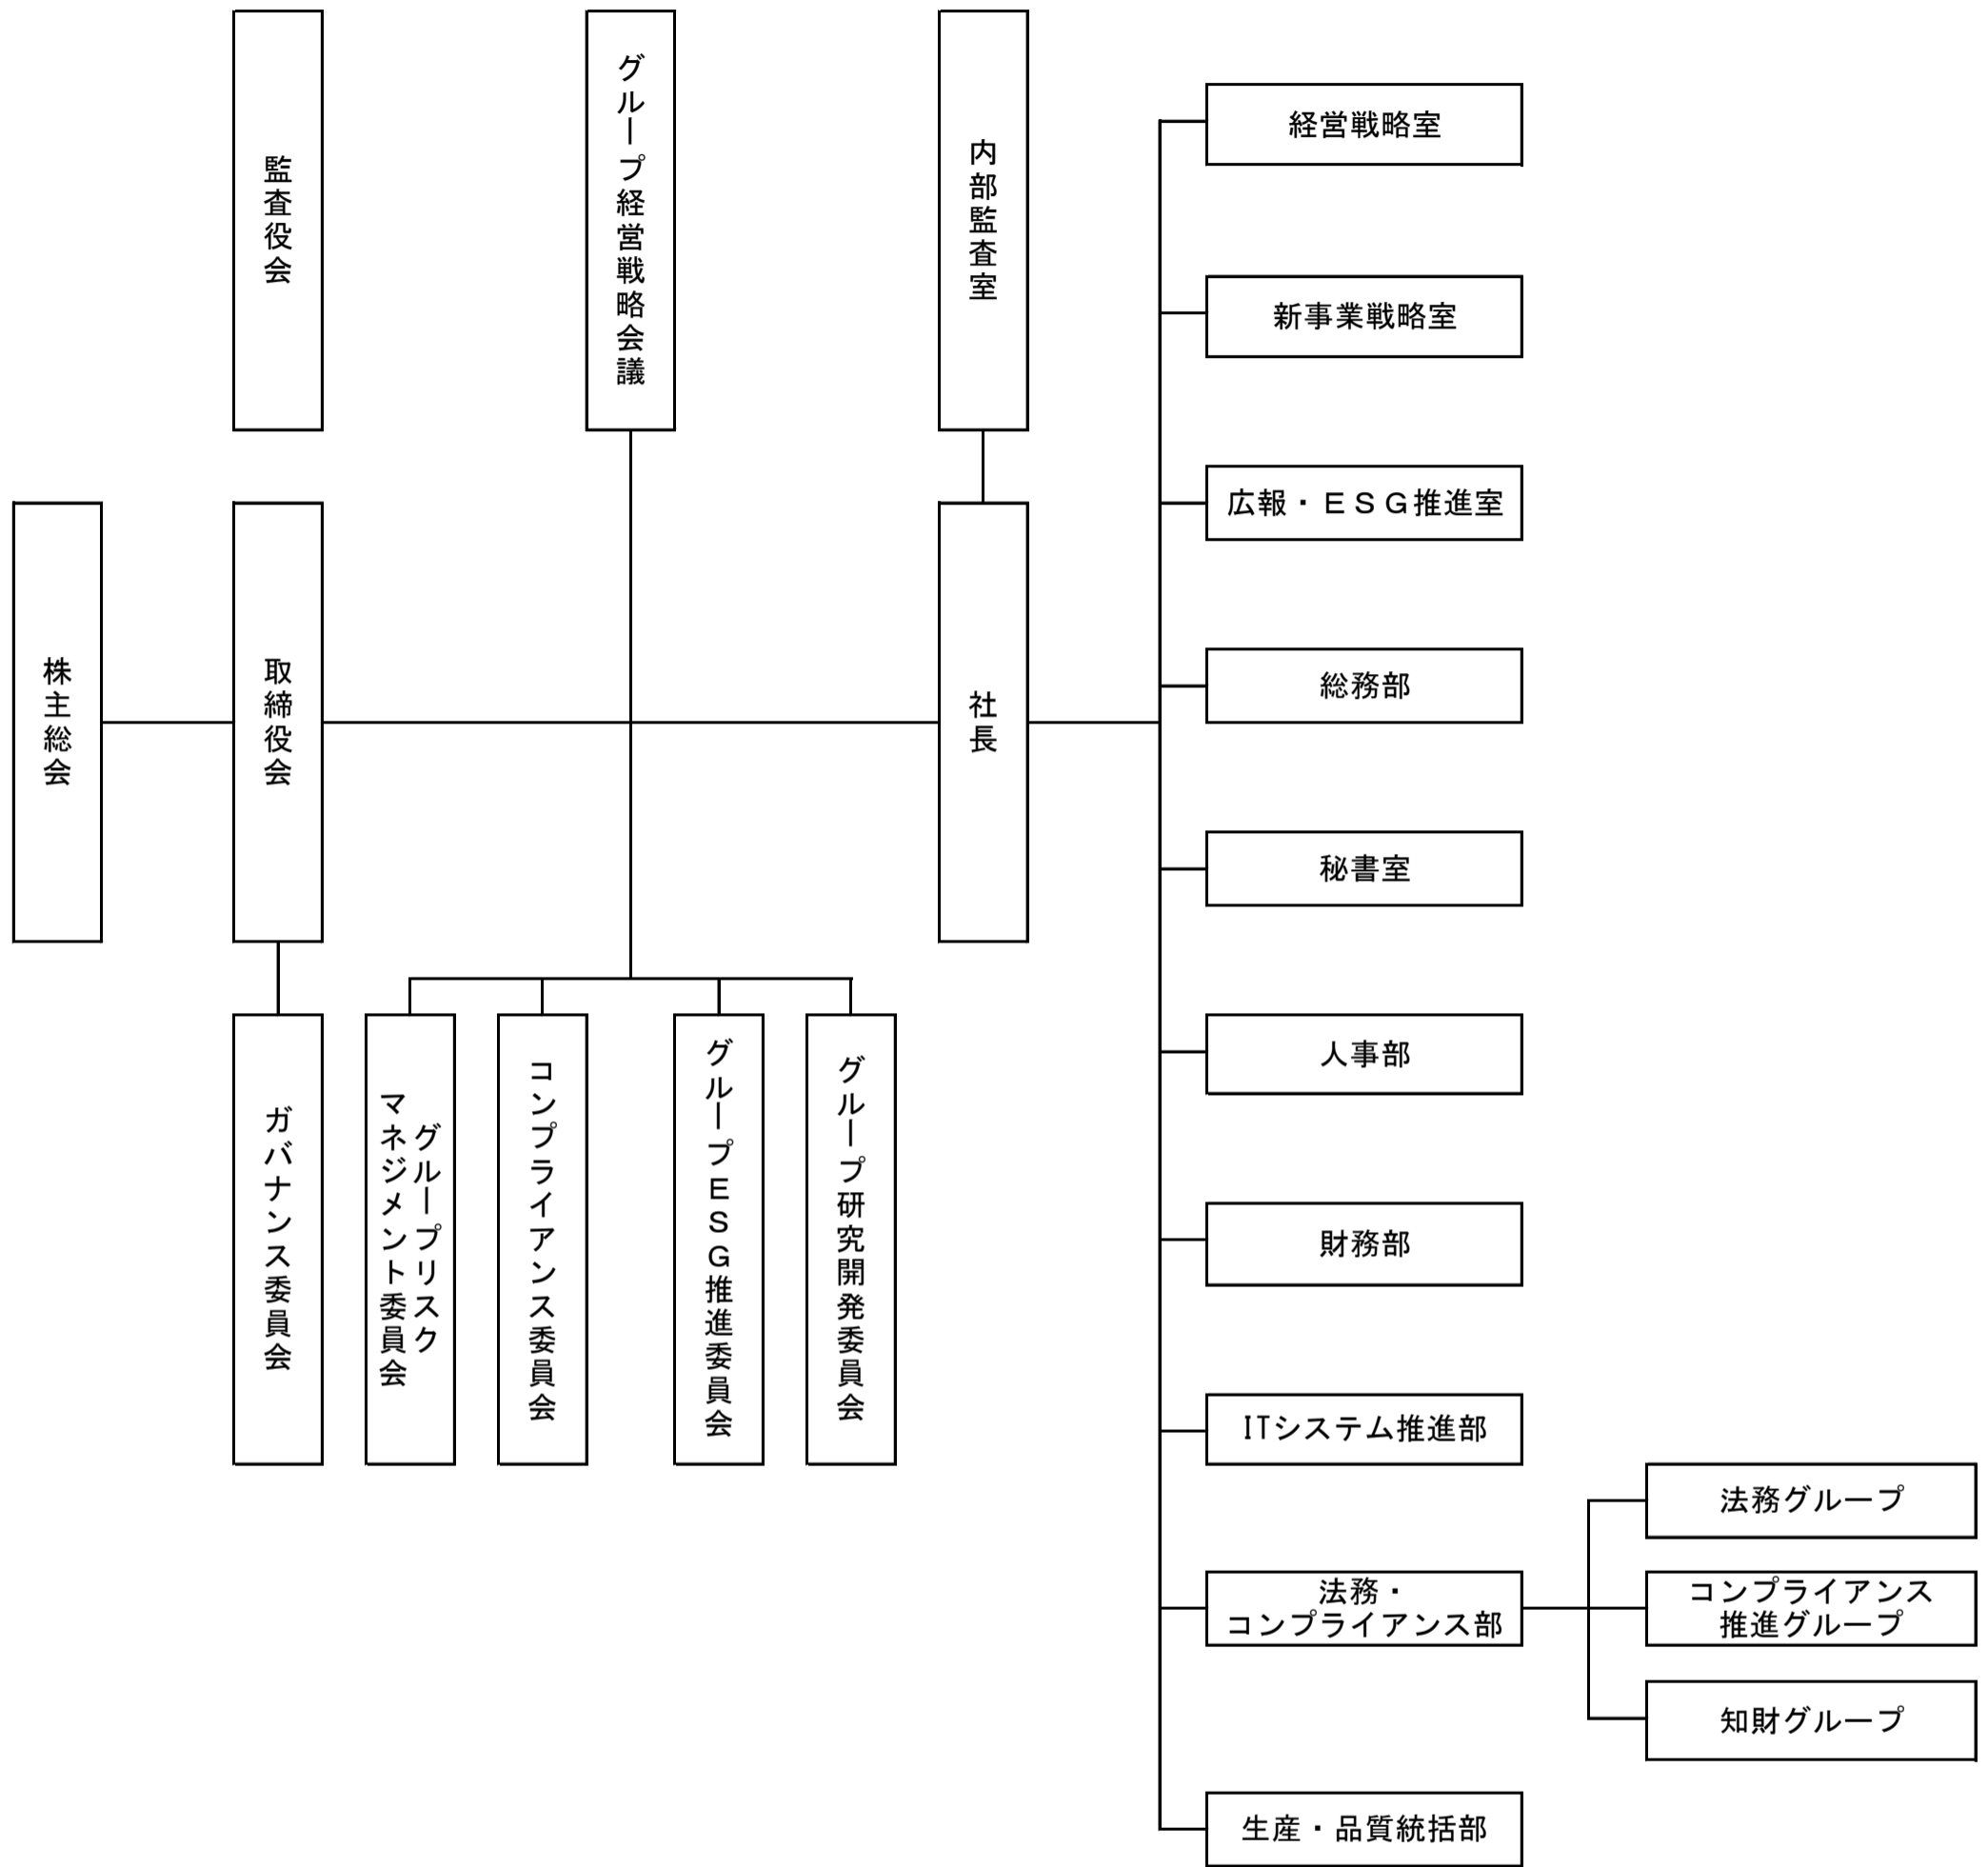 監査役会
グループ経営戦略会議
内部監査室
株主総会
取締役会
社長
ガバナンス委員会
グループリスク
マネジメント委員会
コンプライアンス委員会
グループＥＳＧ推進委員会
グループ研究開発委員会
経営戦略室
新事業戦略室
広報・ＥＳＧ推進室
総務部
秘書室
人事部
財務部
ITシステム推進部
法務・
コンプライアンス部
法務グループ
コンプライアンス
推進グループ
知財グループ
生産・品質統括部